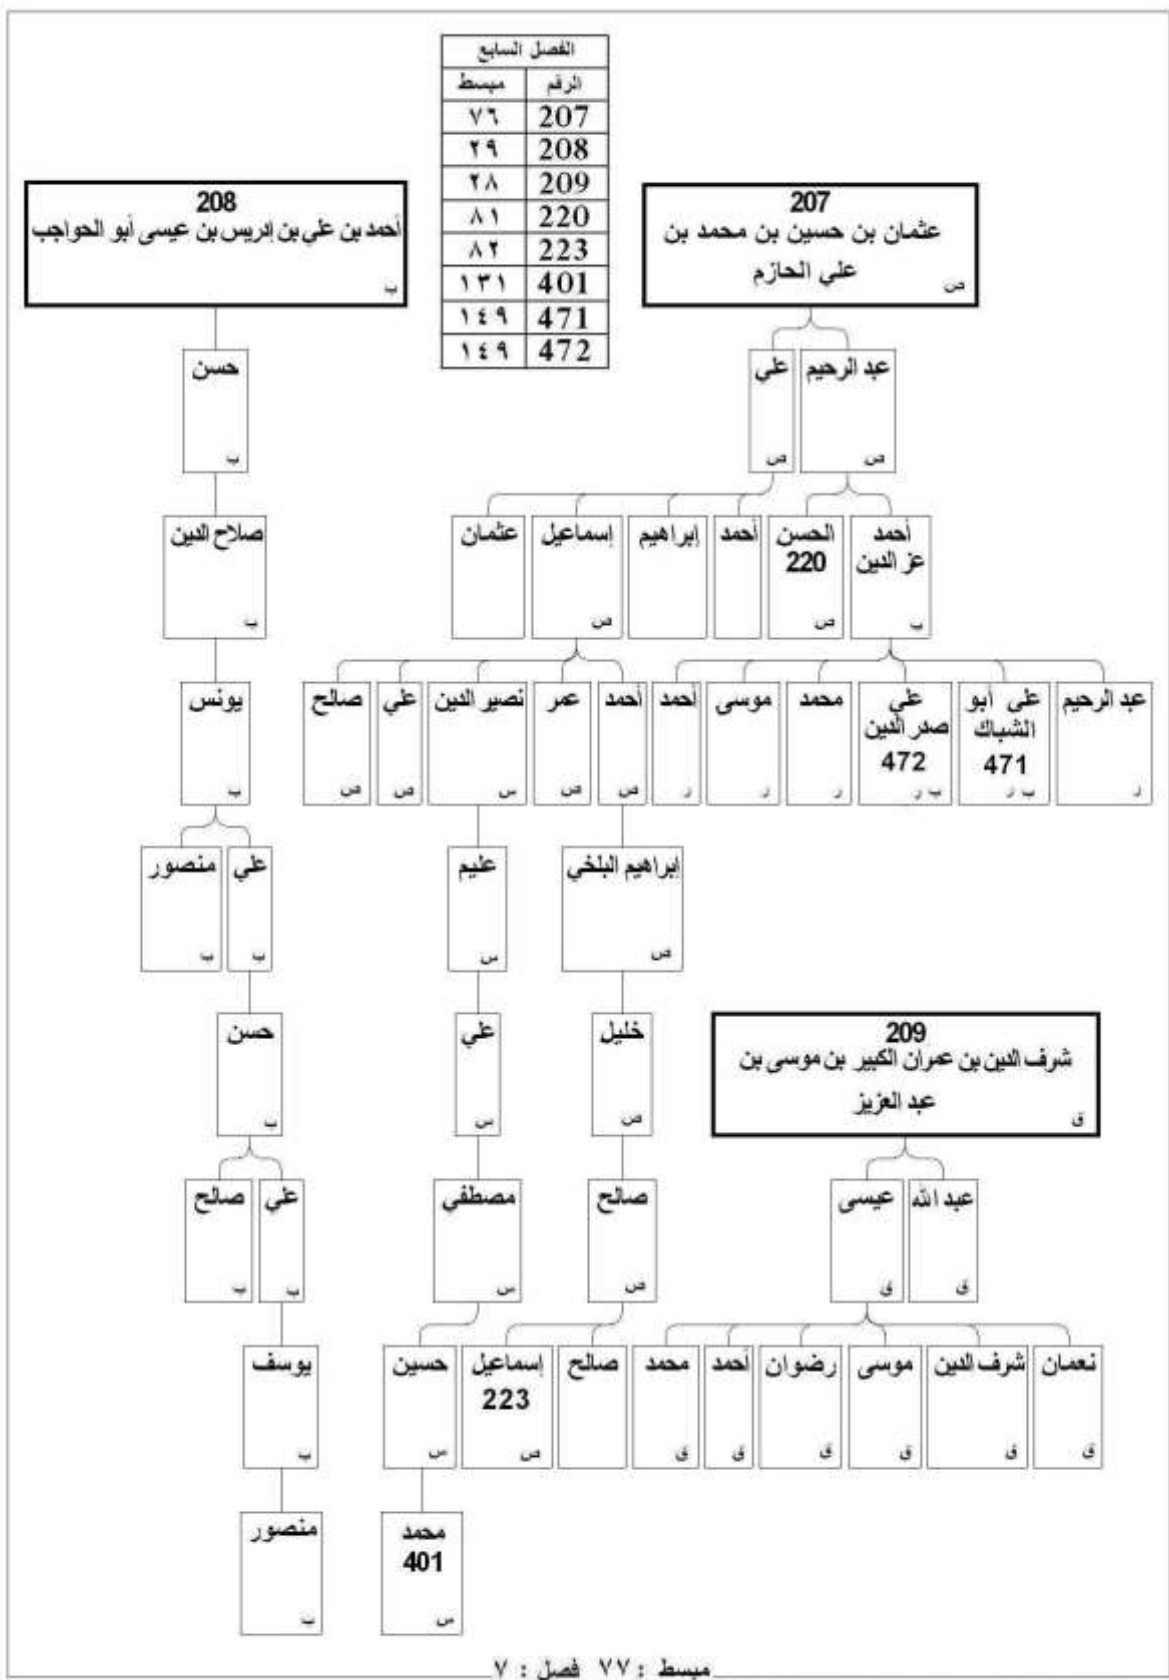 الفصل السابع
الرقم مبسط
207 ٧٦
208 ٢٩
209 ٢٨
220 ٨١
223 ٨٢
401 ١٣١
471 ١٤٩
472 ١٤٩
207
عثمان بن حسين بن محمد بن
علي الحازم
ص
208
أحمد بن علي بن إدريس بن عيسى أبو الحواجب
ب
عبد الرحيم
ص
علي
ص
حسن
ب
أحمد
عز الدين
ب
الحسن
220
ص
أحمد
إبراهيم
إسماعيل
ص
عثمان
صلاح الدين
ب
عبد الرحيم
ر
على أبو
الشباك
471
ب ر
علي
صدر الدين
472
ب ر
محمد
ر
موسى
ر
أحمد
ر
أحمد
ص
عمر
ص
نصير الدين
س
علي
ص
صالح
ص
يونس
ب
إبراهيم البلخي
ص
عليم
س
علي
ب
منصور
ب
209
شرف الدين بن عمران الكبير بن موسى بن
عبد العزيز
ق
خليل
ص
علي
س
حسن
ب
عبد الله
ق
عيسى
ق
صالح
ص
مصطفي
س
علي
ب
صالح
ب
نعمان
ق
شرف الدين
ق
موسى
ق
رضوان
ق
أحمد
ق
محمد
ق
صالح
إسماعيل
223
ص
حسين
س
يوسف
ب
محمد
401
س
منصور
ب
مبسط : ٧٧ فصل : ٧